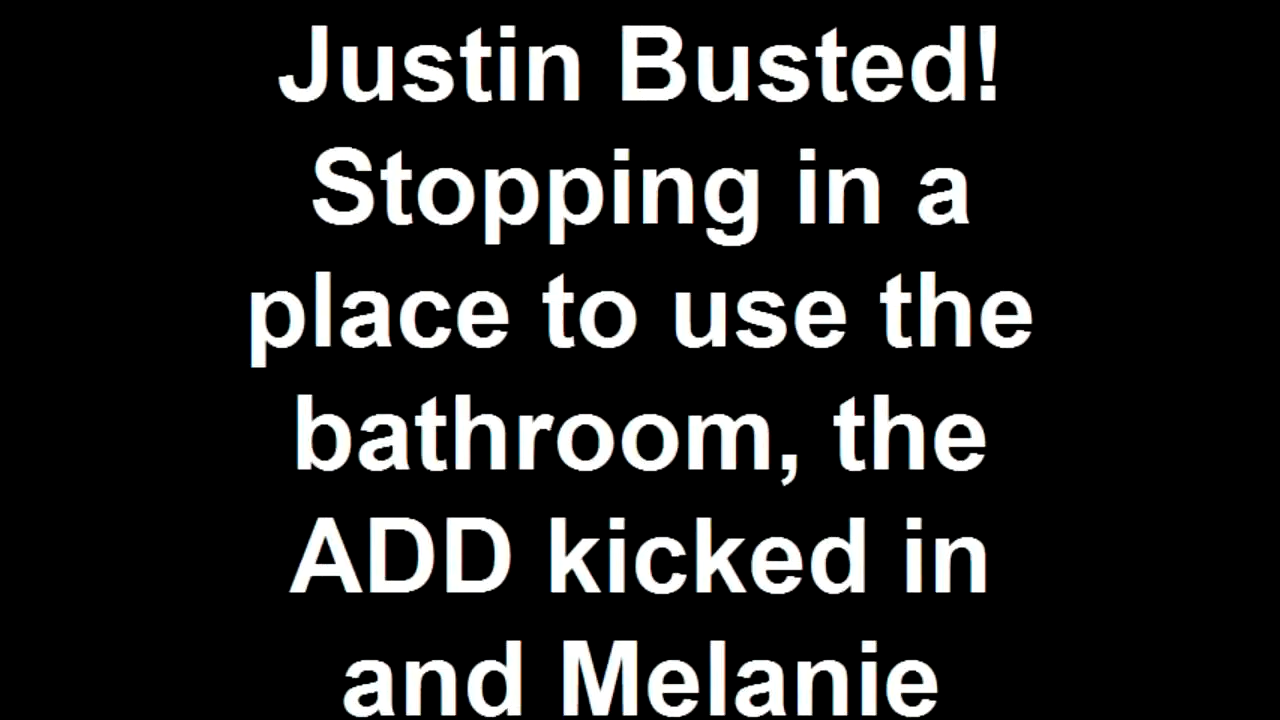 Justin Busted!
Stopping in a
place to use the
bathroom, the
ADD kicked in
and Melanie